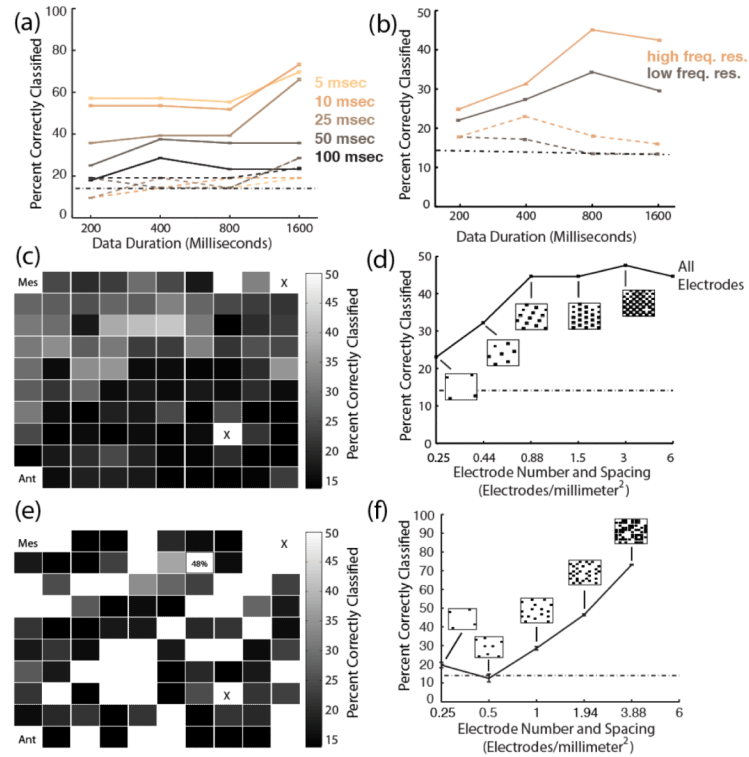 (a)
Percent Correctly Classified
100
80
60
40
20
0
5 msec
10 msec
25 msec
50 msec
100 msec
200
400
800
1600
Data Duration (Milliseconds)
(b)
Percent Correctly Classified
50
40
30
20
10
0
high freq. res.
low freq. res.
200
400
800
1600
Data Duration (Milliseconds)
(c)
Mes
X
X
Ant
50
45
40
35
30
25
20
15
Percent Correctly Classified
(d)
Percent Correctly Classified
50
40
30
20
10
0
All
Electrodes
0.25
0.44
0.88
1.5
3
6
Electrode Number and Spacing
(Electrodes/millimeter²)
(e)
Mes
X
48%
X
Ant
50
45
40
35
30
25
20
15
Percent Correctly Classified
(f)
Percent Correctly Classified
100
90
80
70
60
50
40
30
20
10
0
0.25
0.5
1
1.94
3.88
6
Electrode Number and Spacing
(Electrodes/millimeter²)